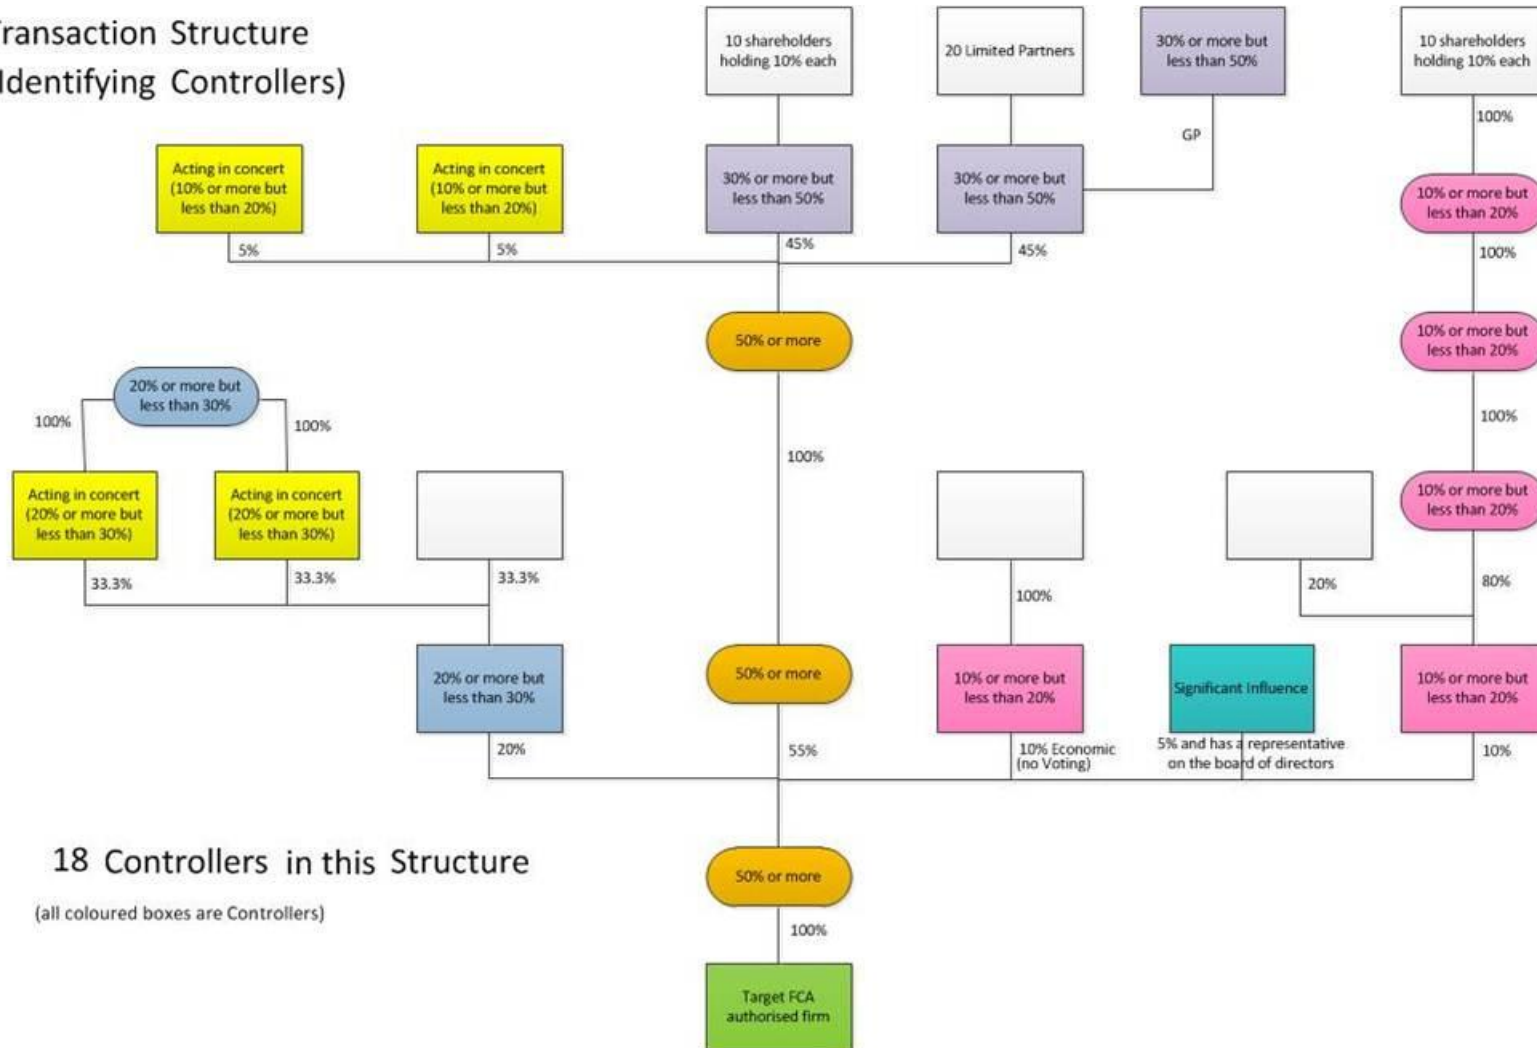 ransaction Structure
Identifying Controllers)
10 shareholders
holding 10% each
20 Limited Partners
30% or more but
less than 50%
10 shareholders
holding 10% each
100%
GP
Acting in concert
(10% or more but
less than 20%)
Acting in concert
(10% or more but
less than 20%)
30% or more but
less than 50%
30% or more but
less than 50%
10% or more but
less than 20%
5%
5%
45%
45%
100%
50% or more
10% or more but
less than 20%
20% or more but
less than 30%
100%
100%
100%
100%
Acting in concert
(20% or more but
less than 30%)
Acting in concert
(20% or more but
less than 30%)
10% or more but
less than 20%
33.3%
33.3%
33.3%
100%
20%
80%
20% or more but
less than 30%
50% or more
10% or more but
less than 20%
Significant Influence
10% or more but
less than 20%
20%
55%
10% Economic
(no Voting)
5% and has a representative
on the board of directors
10%
18 Controllers in this Structure
(all coloured boxes are Controllers)
50% or more
100%
Target FCA
authorised firm